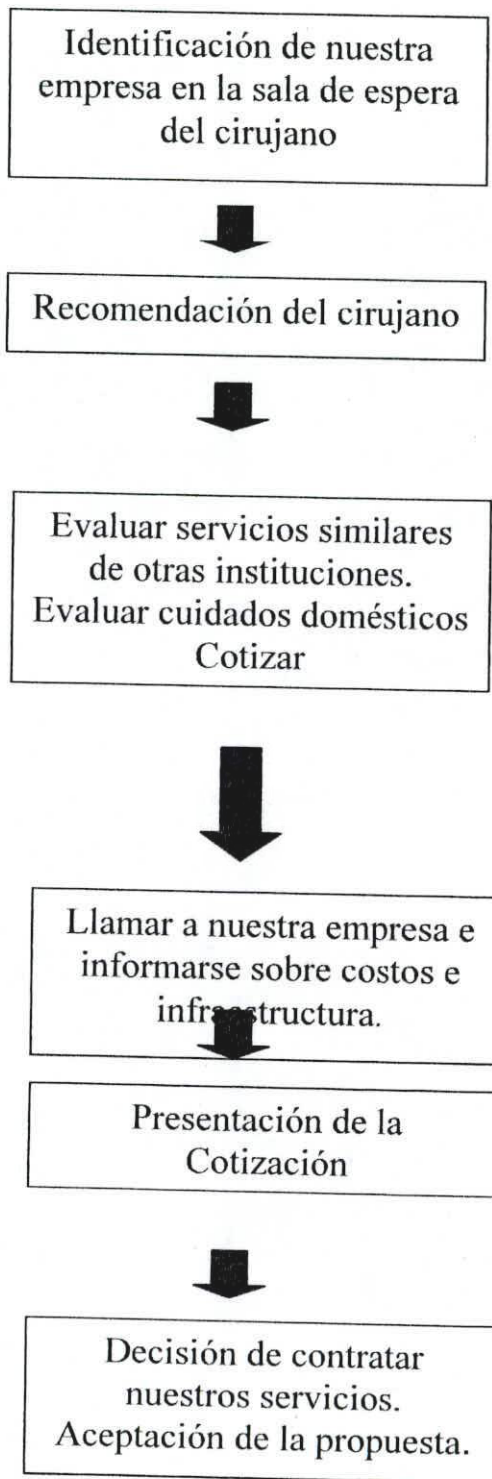 Identificación de nuestra
empresa en la sala de espera
del cirujano
Recomendación del cirujano
Evaluar servicios similares
de otras instituciones.
Evaluar cuidados domésticos
Cotizar
Llamar a nuestra empresa e
informarse sobre costos e
infraestructura.
Presentación de la
Cotización
Decisión de contratar
nuestros servicios.
Aceptación de la propuesta.